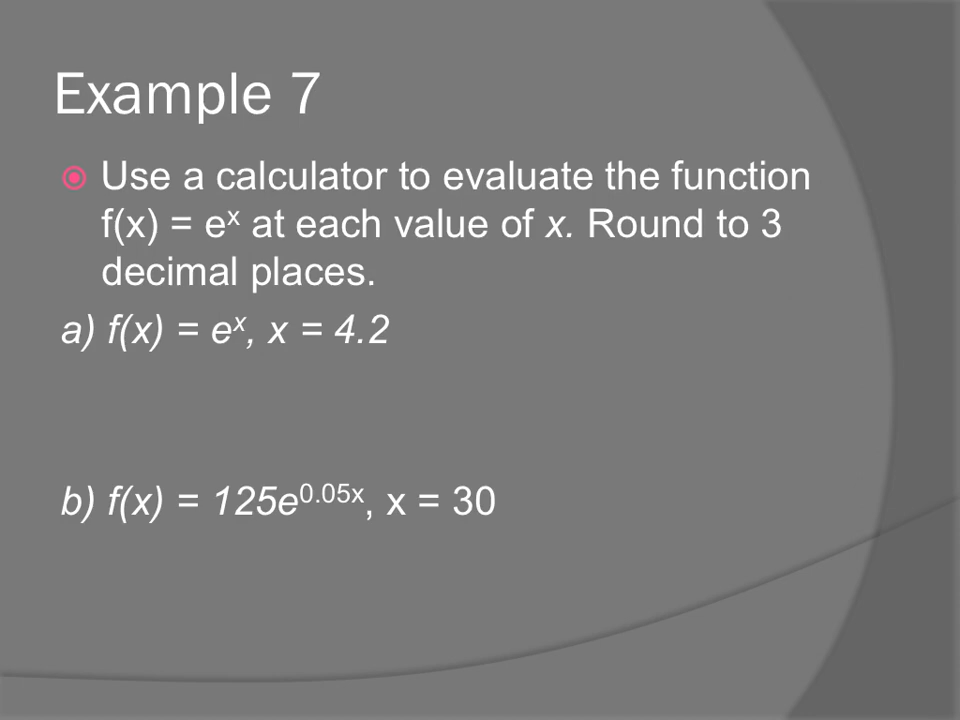 Example 7
Use a calculator to evaluate the function
f(x) = eˣ at each value of x. Round to 3
decimal places.
a) f(x) = eˣ, x = 4.2
b) f(x) = 125e⁰·⁰⁵ˣ, x = 30